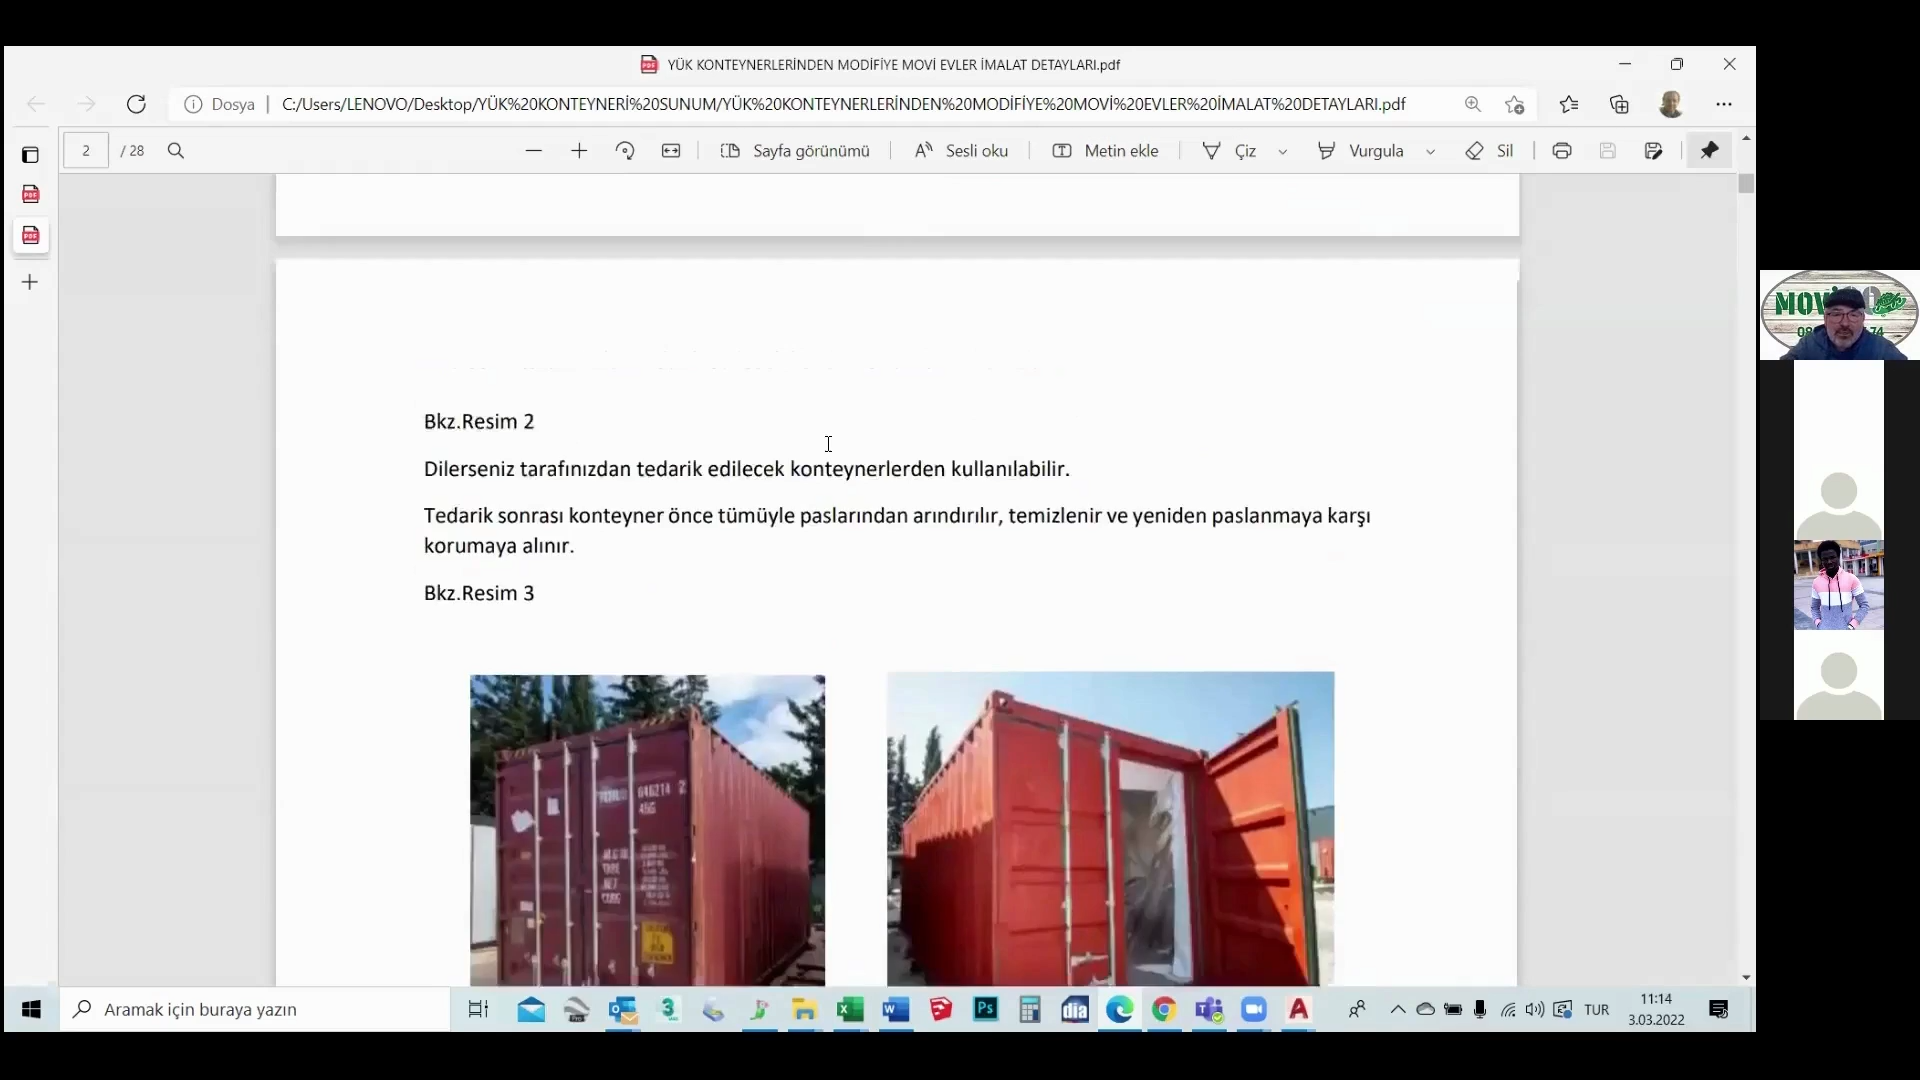 YÜK KONTEYNERLERİNDEN MODİFİYE MOVİ EVLER İMALAT DETAYLARI.pdf
Dosya
C:/Users/LENOVO/Desktop/YÜK%20KONTEYNERİ%20SUNUM/YÜK%20KONTEYNERLERİNDEN%20MODİFİYE%20MOVİ%20EVLER%20İMALAT%20DETAYLARI.pdf
2 / 28
Sayfa görünümü
Sesli oku
Metin ekle
Çiz
Vurgula
Sil
Bkz.Resim 2
Dilerseniz tarafınızdan tedarik edilecek konteynerlerden kullanılabilir.
Tedarik sonrası konteyner önce tümüyle paslarından arındırılır, temizlenir ve yeniden paslanmaya karşı
korumaya alınır.
Bkz.Resim 3
45G
Aramak için buraya yazın
dia
TUR
11:14
3.03.2022